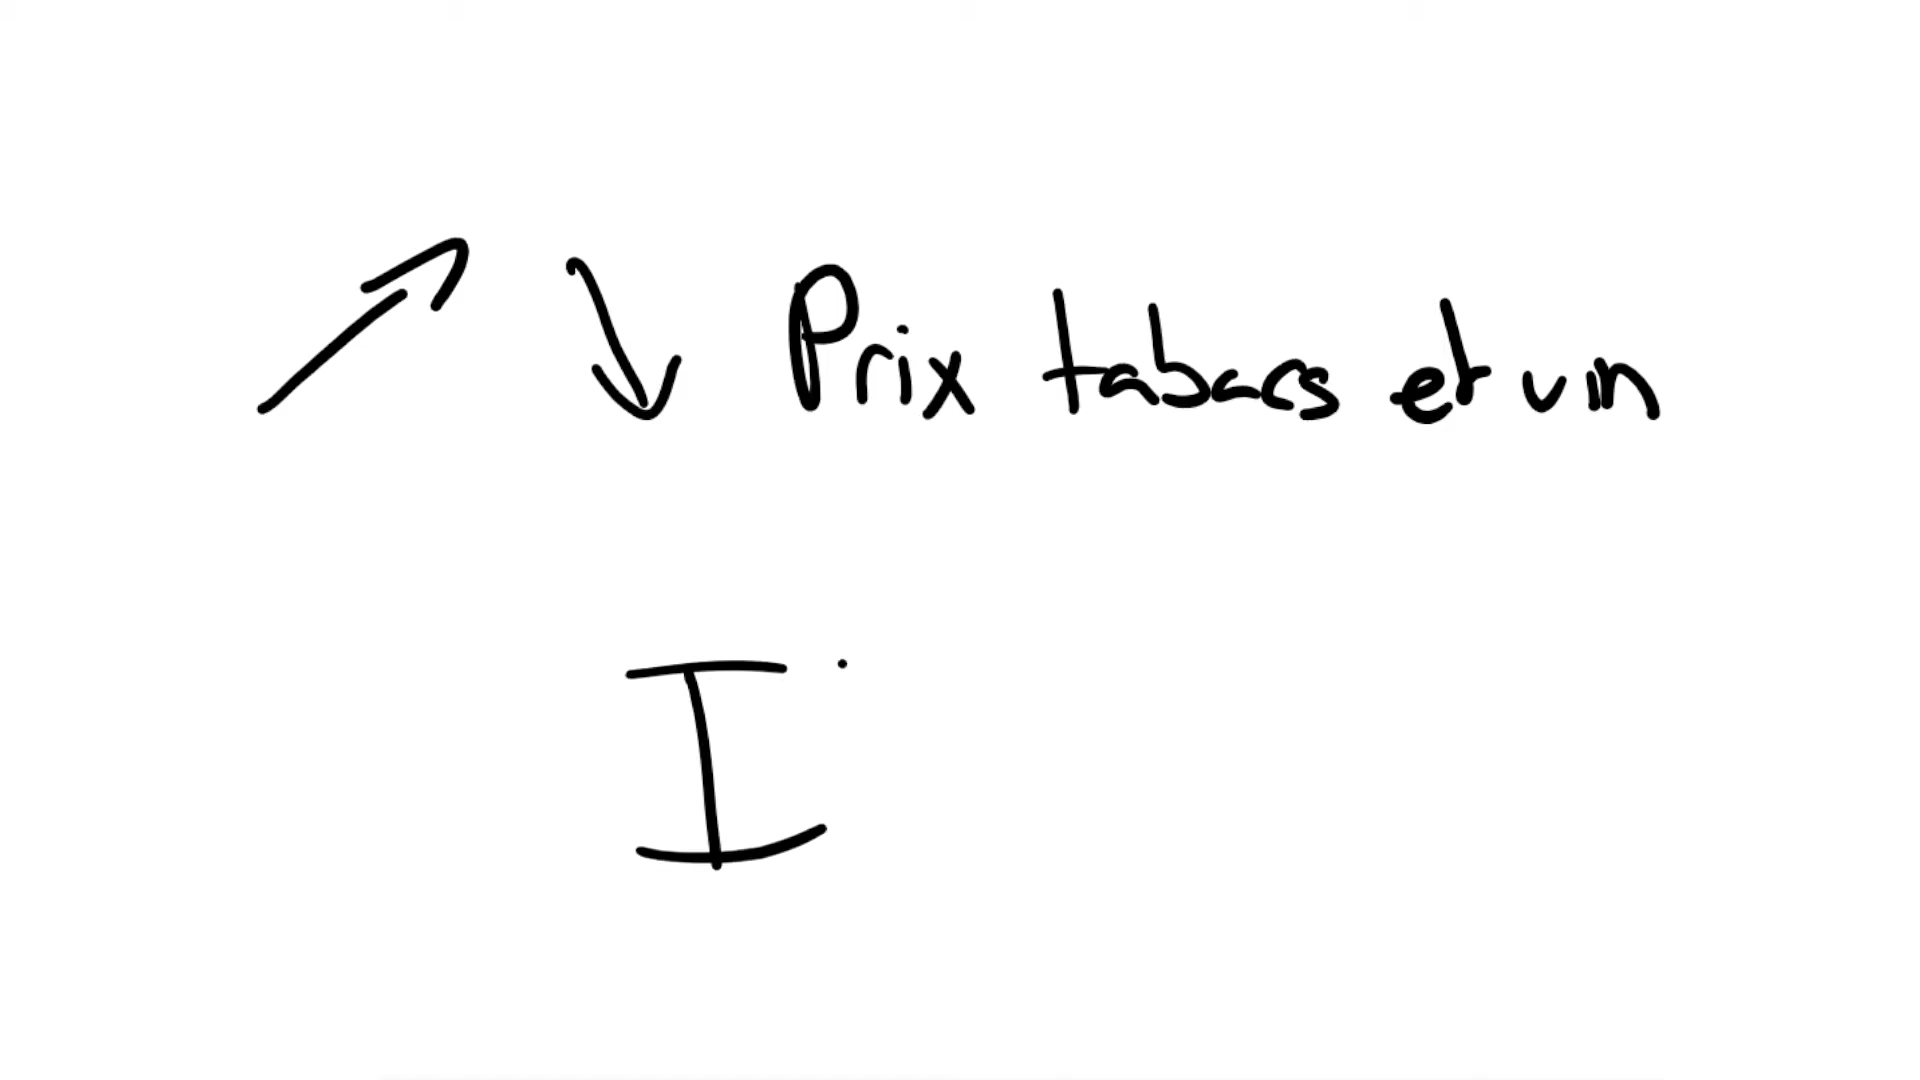 ↗ ↘ Prix tabacs et vin
I